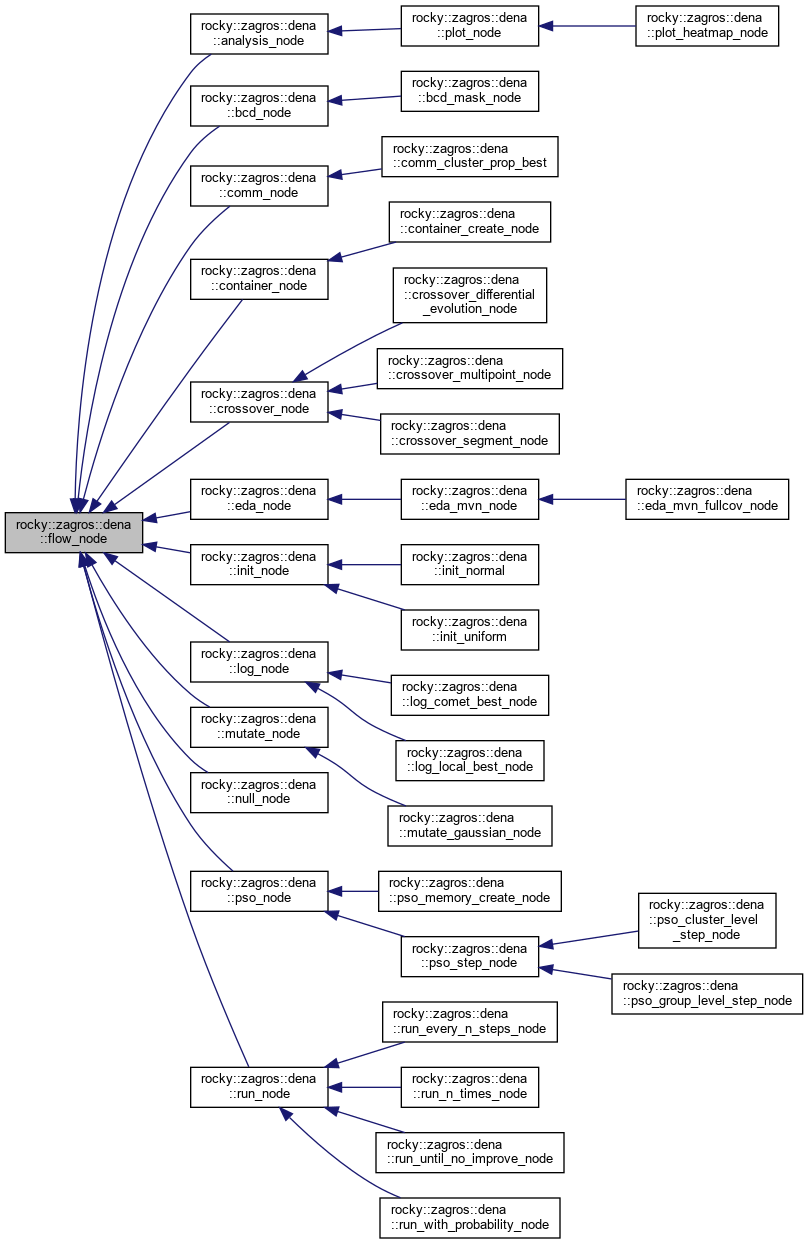 rocky::zagros::dena
::flow_node
rocky::zagros::dena
::analysis_node
rocky::zagros::dena
::plot_node
rocky::zagros::dena
::plot_heatmap_node
rocky::zagros::dena
::bcd_node
rocky::zagros::dena
::bcd_mask_node
rocky::zagros::dena
::comm_node
rocky::zagros::dena
::comm_cluster_prop_best
rocky::zagros::dena
::container_node
rocky::zagros::dena
::container_create_node
rocky::zagros::dena
::crossover_node
rocky::zagros::dena
::crossover_differential
_evolution_node
rocky::zagros::dena
::crossover_multipoint_node
rocky::zagros::dena
::crossover_segment_node
rocky::zagros::dena
::eda_node
rocky::zagros::dena
::eda_mvn_node
rocky::zagros::dena
::eda_mvn_fullcov_node
rocky::zagros::dena
::init_node
rocky::zagros::dena
::init_normal
rocky::zagros::dena
::init_uniform
rocky::zagros::dena
::log_node
rocky::zagros::dena
::log_comet_best_node
rocky::zagros::dena
::log_local_best_node
rocky::zagros::dena
::mutate_node
rocky::zagros::dena
::mutate_gaussian_node
rocky::zagros::dena
::null_node
rocky::zagros::dena
::pso_node
rocky::zagros::dena
::pso_memory_create_node
rocky::zagros::dena
::pso_step_node
rocky::zagros::dena
::pso_cluster_level
_step_node
rocky::zagros::dena
::pso_group_level_step_node
rocky::zagros::dena
::run_node
rocky::zagros::dena
::run_every_n_steps_node
rocky::zagros::dena
::run_n_times_node
rocky::zagros::dena
::run_until_no_improve_node
rocky::zagros::dena
::run_with_probability_node